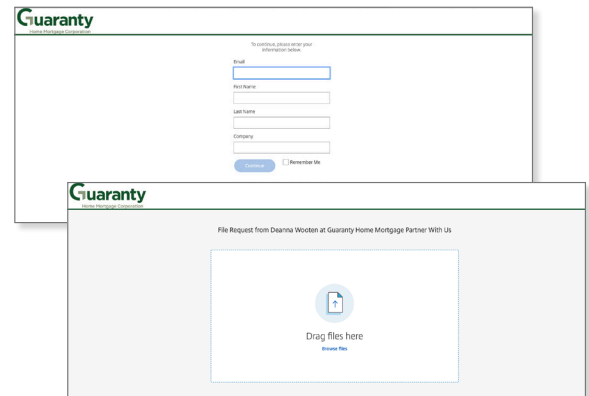 Guaranty
Home Mortgage Corporation
To continue, please enter your
information below.
Email
First Name
Last Name
Company
Continue
Remember Me
Guaranty
Home Mortgage Corporation
File Request from Deanna Wooten at Guaranty Home Mortgage Partner With Us
Drag files here
Browse files